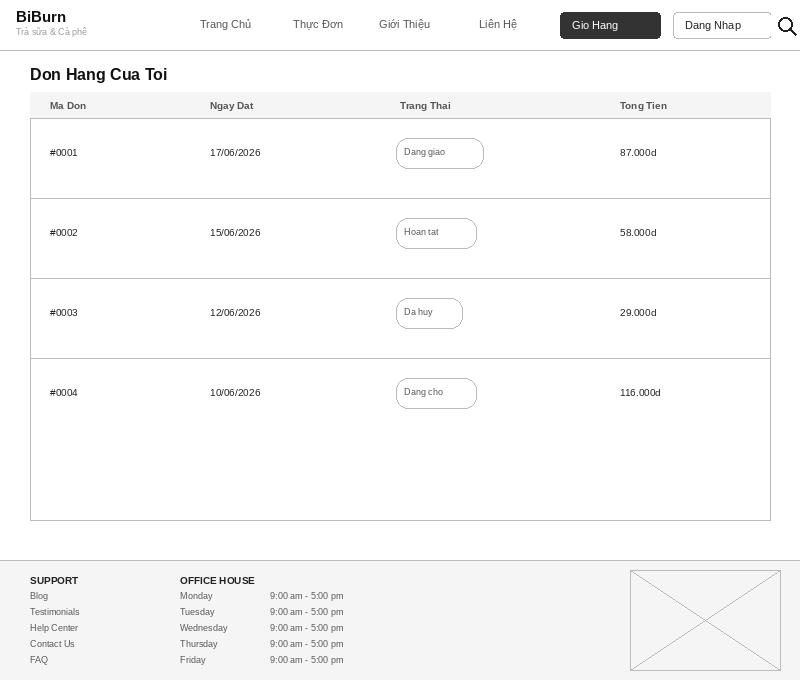 BiBurn
Trà sữa & Cà phê
Trang Chủ Thực Đơn Giới Thiệu Liên Hệ Gio Hang Dang Nhap
Don Hang Cua Toi
Ma Don Ngay Dat Trang Thai Tong Tien
#0001 17/06/2026 Dang giao 87.000d
#0002 15/06/2026 Hoan tat 58.000d
#0003 12/06/2026 Da huy 29.000d
#0004 10/06/2026 Dang cho 116.000d
SUPPORT OFFICE HOUSE
Blog Monday 9:00 am - 5:00 pm
Testimonials Tuesday 9:00 am - 5:00 pm
Help Center Wednesday 9:00 am - 5:00 pm
Contact Us Thursday 9:00 am - 5:00 pm
FAQ Friday 9:00 am - 5:00 pm